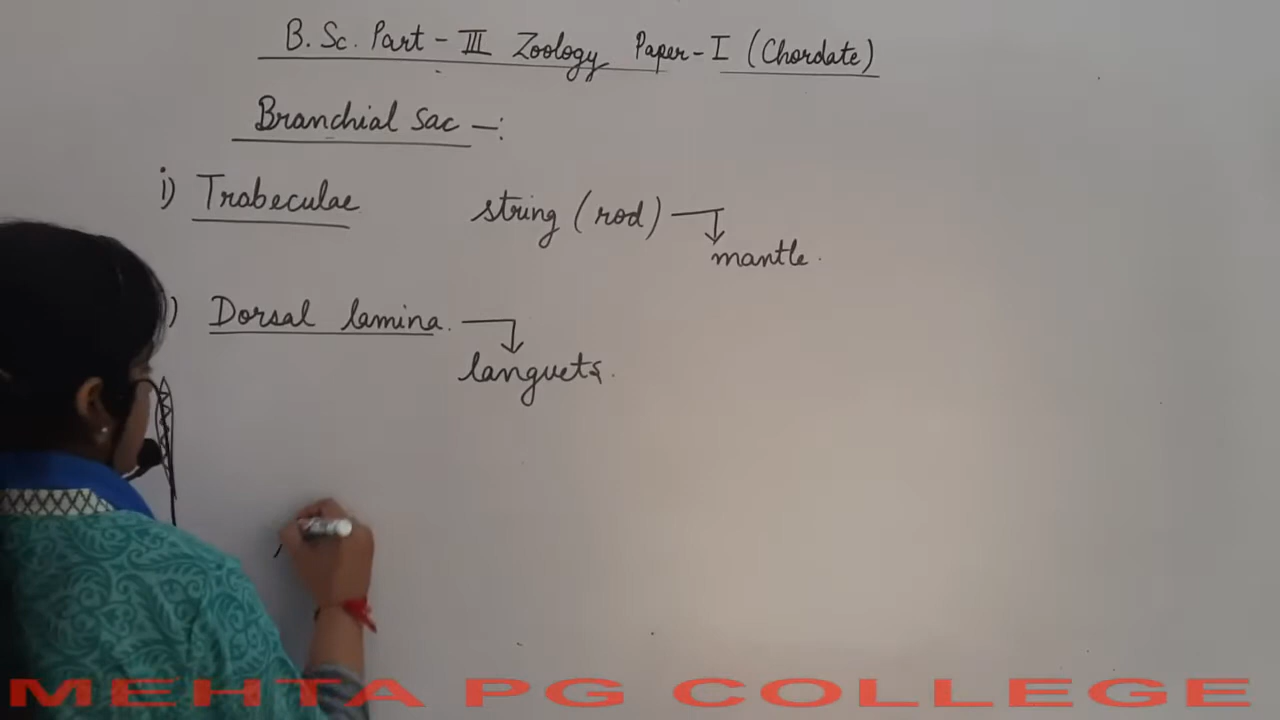 B. Sc. Part - III Zoology Paper - I (Chordate)
Branchial Sac -:
i) Trabeculae string (rod)
mantle.
) Dorsal lamina.
languets.
MEHTA PG COLLEGE